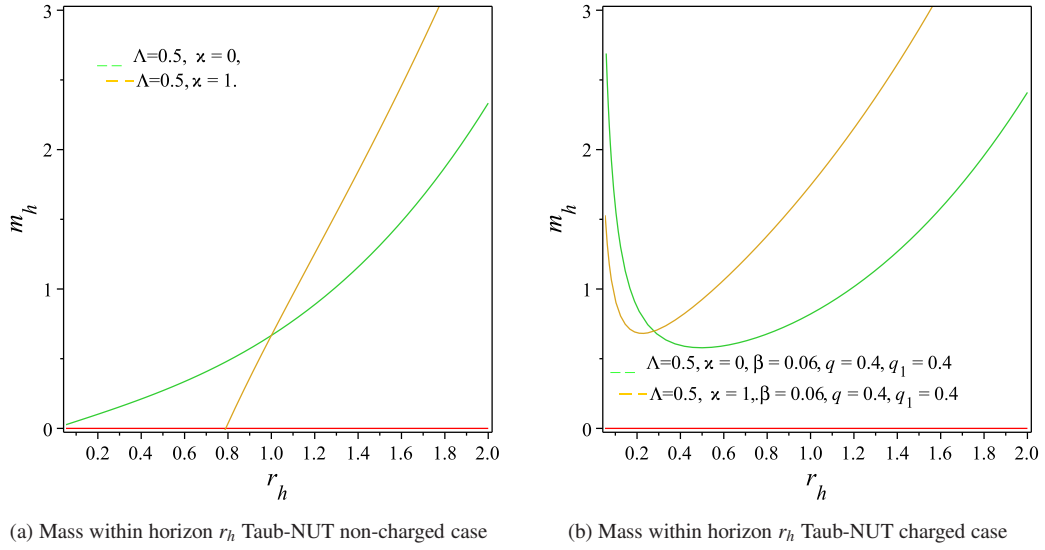 3
2
1
0
m_h
Λ=0.5, ϰ = 0,
Λ=0.5, ϰ = 1.
0.2 0.4 0.6 0.8 1.0 1.2 1.4 1.6 1.8 2.0
r_h
(a) Mass within horizon r_h Taub-NUT non-charged case
3
2
1
0
m_h
Λ=0.5, ϰ = 0, β = 0.06, q = 0.4, q_1 = 0.4
Λ=0.5, ϰ = 1,.β = 0.06, q = 0.4, q_1 = 0.4
0.2 0.4 0.6 0.8 1.0 1.2 1.4 1.6 1.8 2.0
r_h
(b) Mass within horizon r_h Taub-NUT charged case